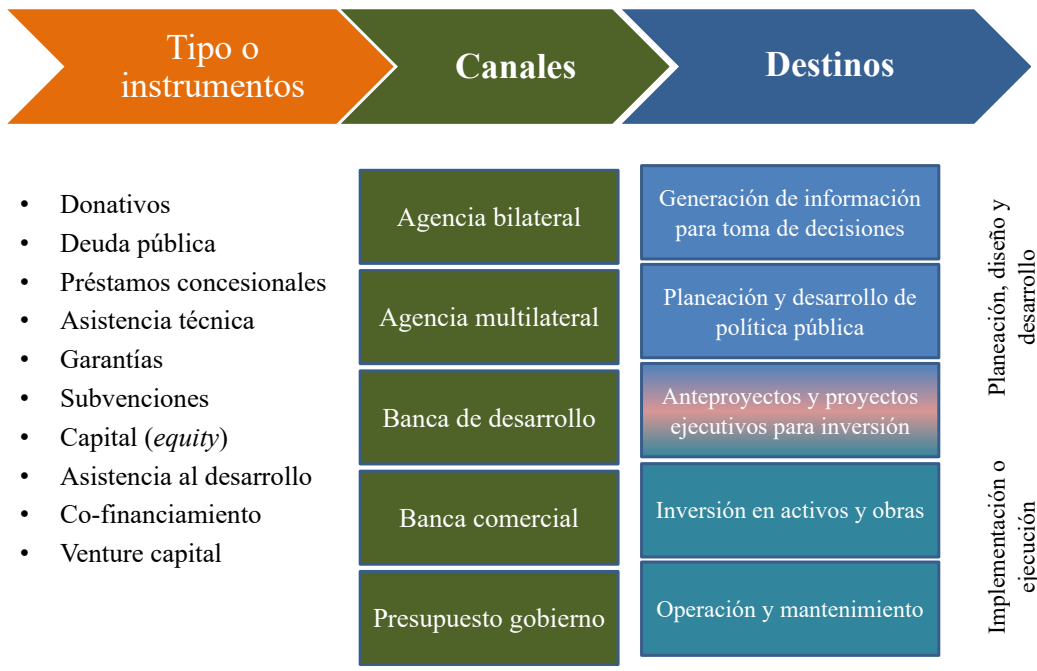 Tipo o
instrumentos
Canales
Destinos
• Donativos
• Deuda pública
• Préstamos concesionales
• Asistencia técnica
• Garantías
• Subvenciones
• Capital (equity)
• Asistencia al desarrollo
• Co-financiamiento
• Venture capital
Agencia bilateral
Agencia multilateral
Banca de desarrollo
Banca comercial
Presupuesto gobierno
Generación de información
para toma de decisiones
Planeación y desarrollo de
política pública
Anteproyectos y proyectos
ejecutivos para inversión
Inversión en activos y obras
Operación y mantenimiento
Planeación, diseño y
desarrollo
Implementación o
ejecución